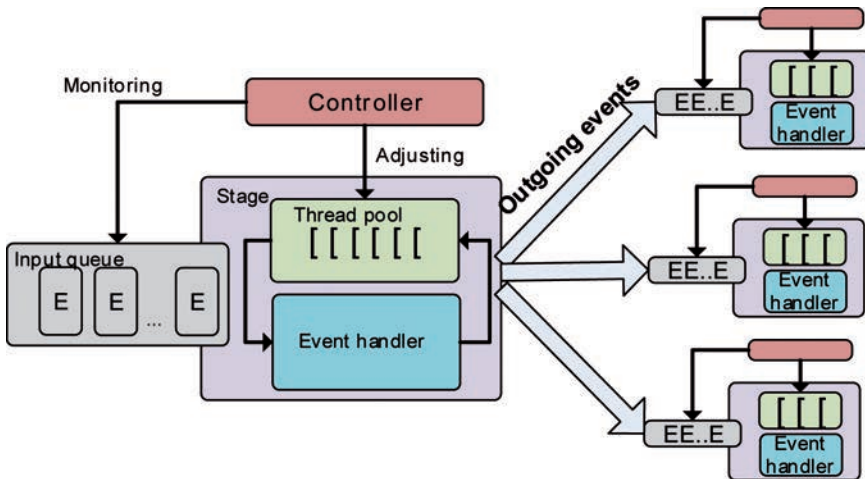 Monitoring
Controller
Adjusting
Stage
Thread pool
[ [ [ [ [ [
Input queue
E E ... E
Event handler
Outgoing events
EE..E
[ [ [
Event
handler
EE..E
[ [ [
Event
handler
EE..E
[ [ [
Event
handler